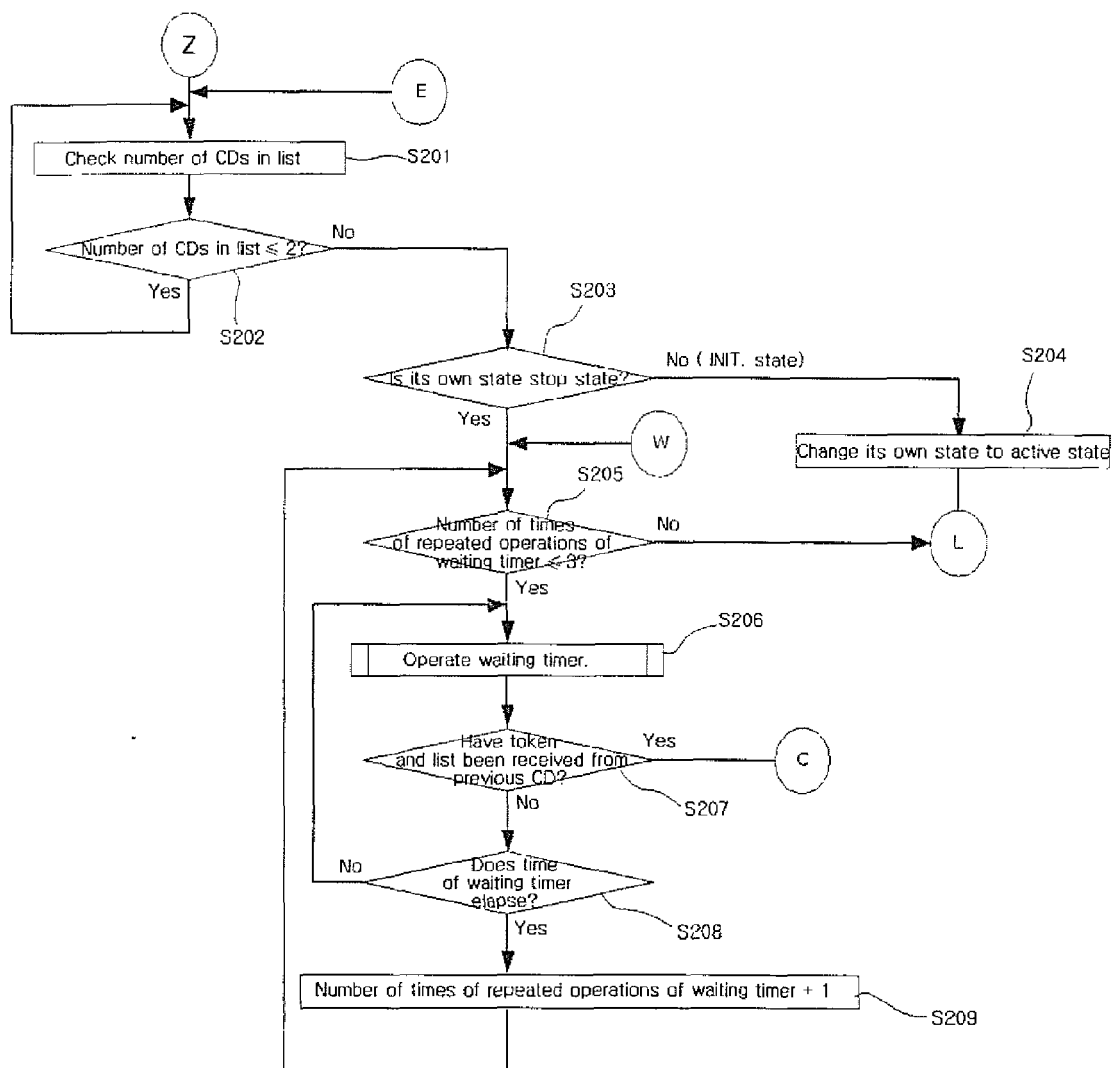 Z
E
Check number of CDs in list
S201
Number of CDs in list ⩽ 2?
No
Yes
S202
S203
Is its own state stop state?
No ( INIT. state)
S204
Yes
W
Change its own state to active state
S205
Number of times
of repeated operations of
waiting timer ⩽ 3?
No
L
Yes
S206
Operate waiting timer.
Have token
and list been received from
previous CD?
Yes
C
S207
No
Does time
of waiting timer
elapse?
No
S208
Yes
Number of times of repeated operations of waiting timer + 1
S209